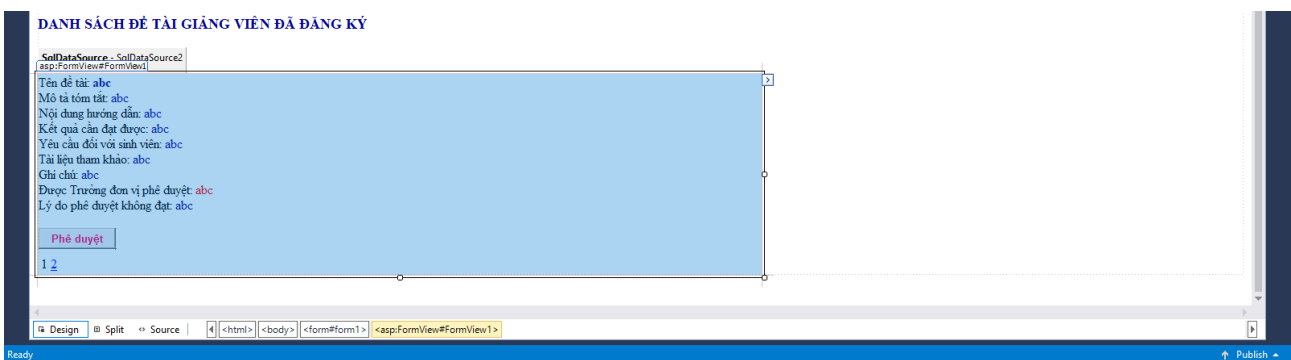 DANH SÁCH ĐỀ TÀI GIẢNG VIÊN ĐÃ ĐĂNG KÝ
SqlDataSource - SqlDataSource2
asp:FormView#FormView1
Tên đề tài: abc
Mô tả tóm tắt: abc
Nội dung hướng dẫn: abc
Kết quả cần đạt được: abc
Yêu cầu đối với sinh viên: abc
Tài liệu tham khảo: abc
Ghi chú: abc
Được Trưởng đơn vị phê duyệt: abc
Lý do phê duyệt không đạt: abc
Phê duyệt
1 2
Design Split Source <html> <body> <form#form1> <asp:FormView#FormView1>
Ready Publish